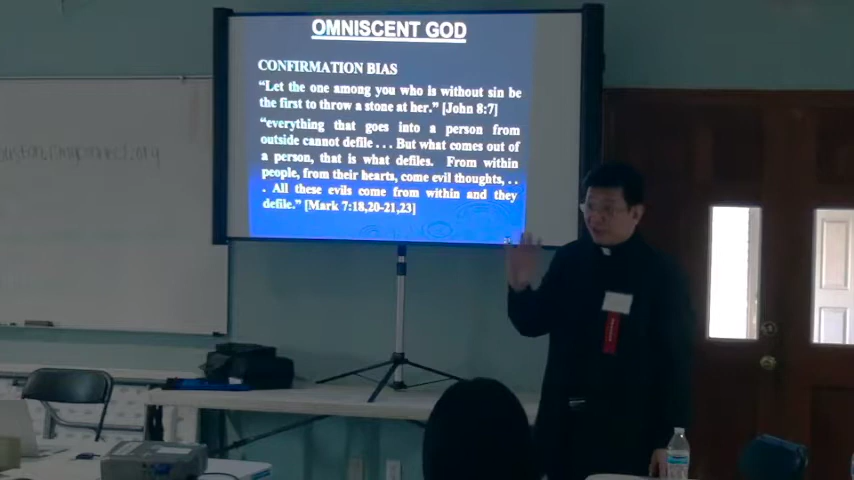 OMNISCENT GOD
CONFIRMATION BIAS
“Let the one among you who is without sin be
the first to throw a stone at her.” [John 8:7]
“everything that goes into a person from
outside cannot defile . . . But what comes out of
a person, that is what defiles. From within
people, from their hearts, come evil thoughts, . .
. All these evils come from within and they
defile.” [Mark 7:18,20-21,23]